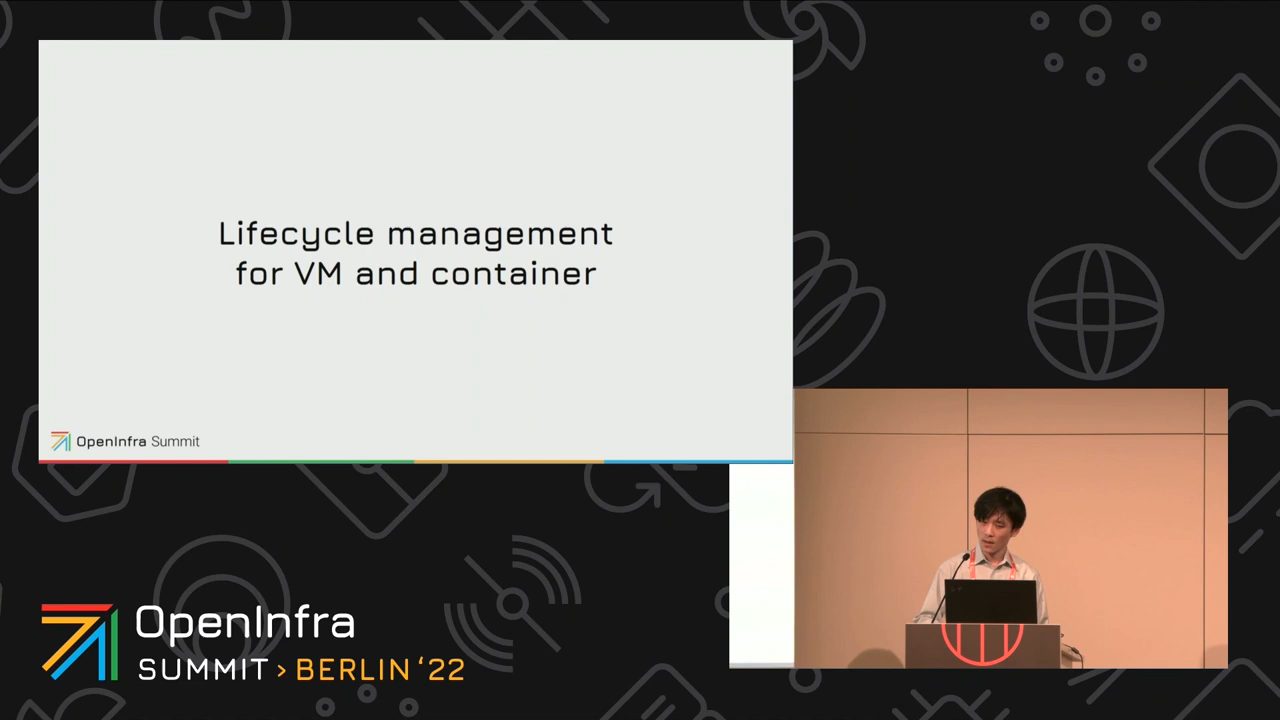 Lifecycle management
for VM and container
OpenInfra Summit
OpenInfra
SUMMIT > BERLIN ‘22